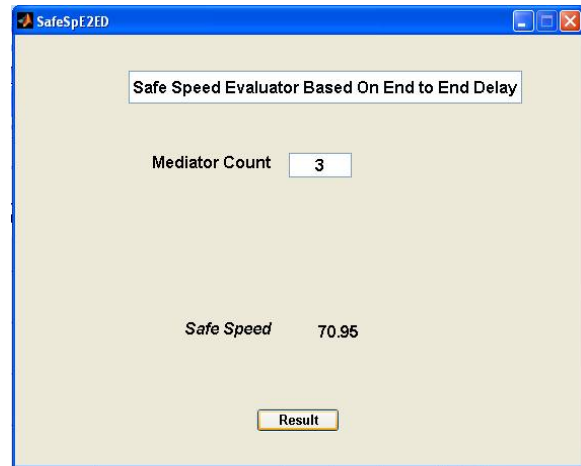 SafeSpE2ED
Safe Speed Evaluator Based On End to End Delay
Mediator Count 3
Safe Speed 70.95
Result